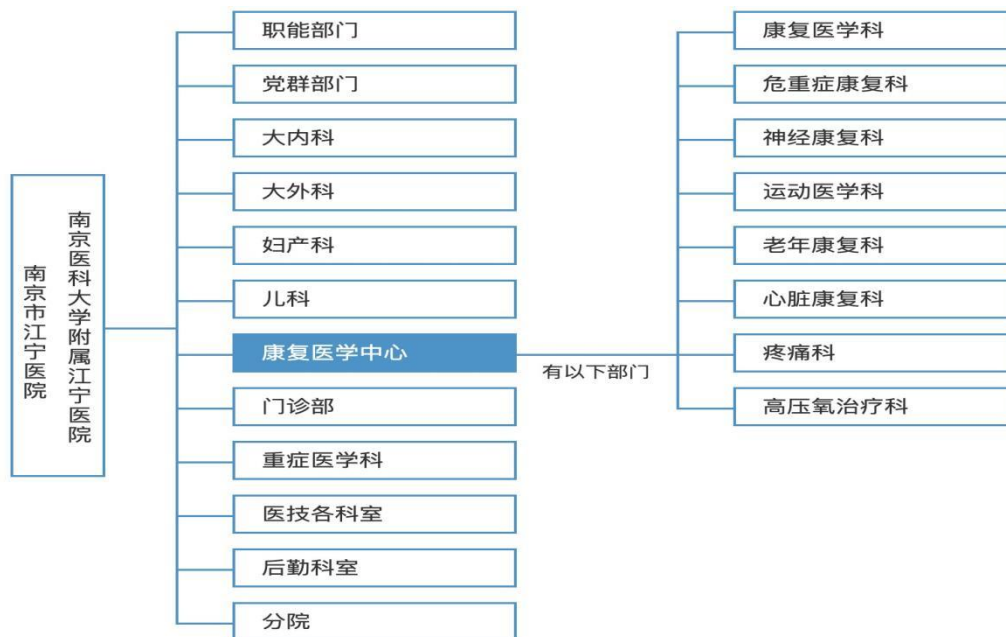 南京市江宁医院
南京医科大学附属江宁医院
职能部门
党群部门
大内科
大外科
妇产科
儿科
康复医学中心
门诊部
重症医学科
医技各科室
后勤科室
分院
有以下部门
康复医学科
危重症康复科
神经康复科
运动医学科
老年康复科
心脏康复科
疼痛科
高压氧治疗科